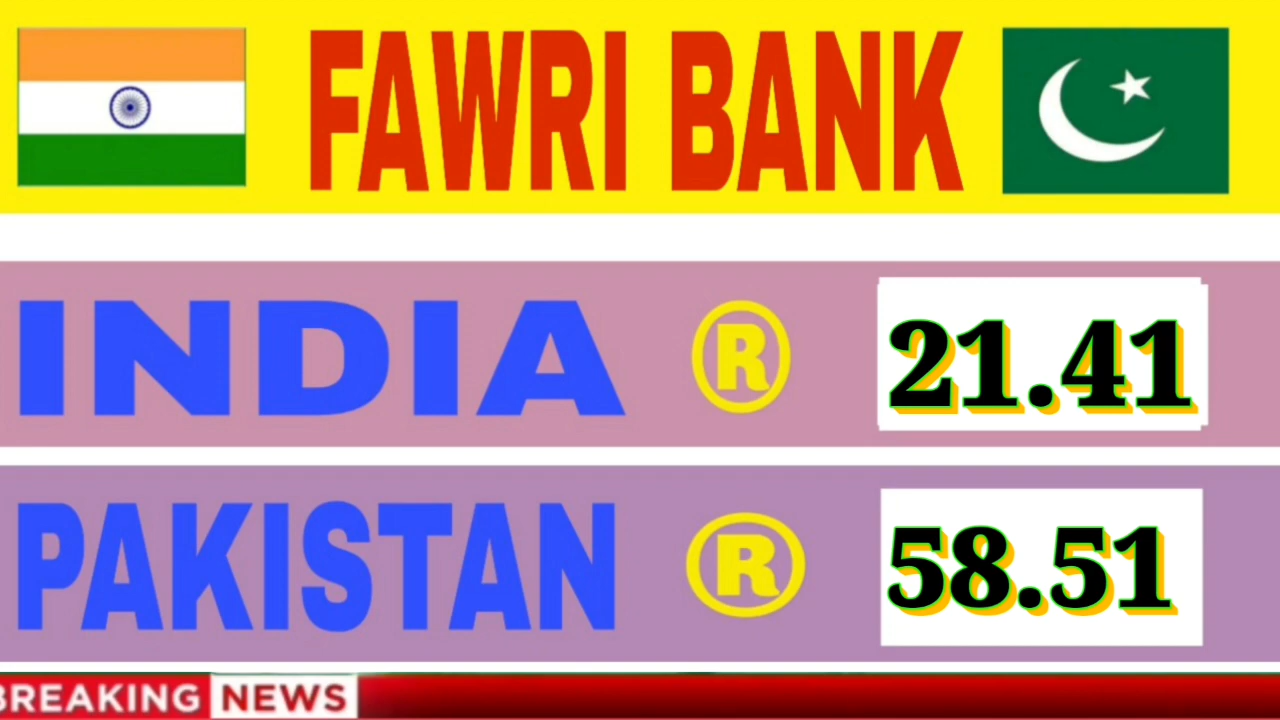 FAWRI BANK
INDIA ® 21.41
PAKISTAN ® 58.51
BREAKING NEWS